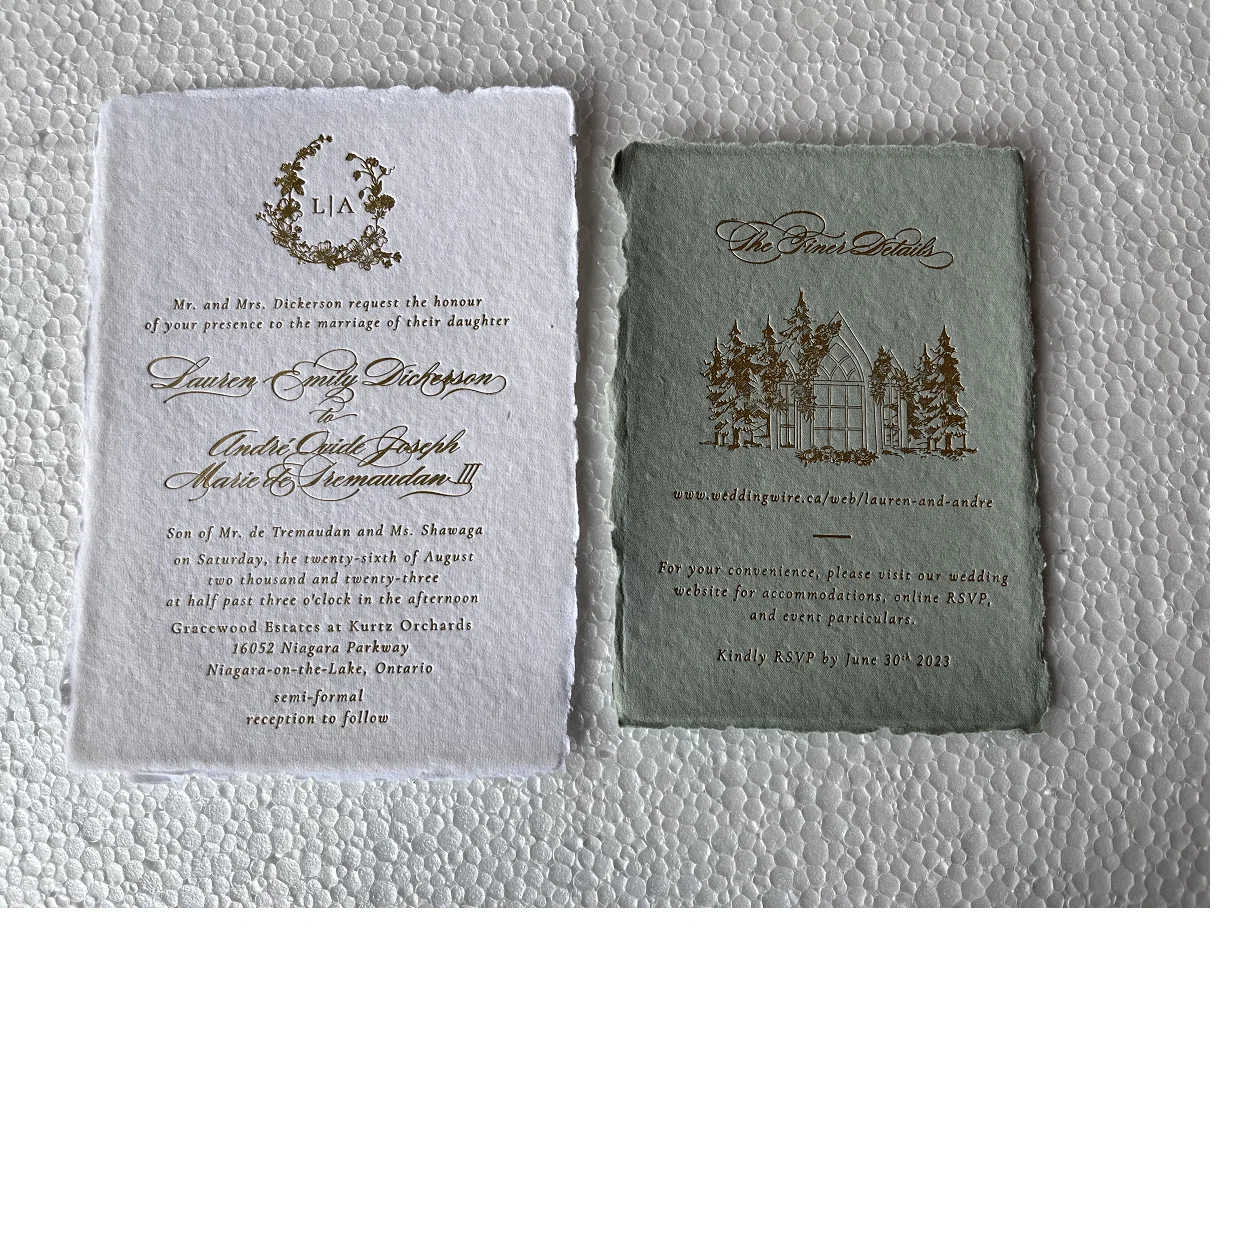 L|A
Mr. and Mrs. Dickerson request the honour
of your presence to the marriage of their daughter
Lauren Emily Dickerson
to
André Ovide Joseph
Marie de Tremaudan III
Son of Mr. de Tremaudan and Ms. Shawaga
on Saturday, the twenty-sixth of August
two thousand and twenty-three
at half past three o'clock in the afternoon
Gracewood Estates at Kurtz Orchards
16052 Niagara Parkway
Niagara-on-the-Lake, Ontario
semi-formal
reception to follow
The Finer Details
www.weddingwire.ca/web/lauren-and-andre
For your convenience, please visit our wedding
website for accommodations, online RSVP,
and event particulars.
Kindly RSVP by June 30th 2023